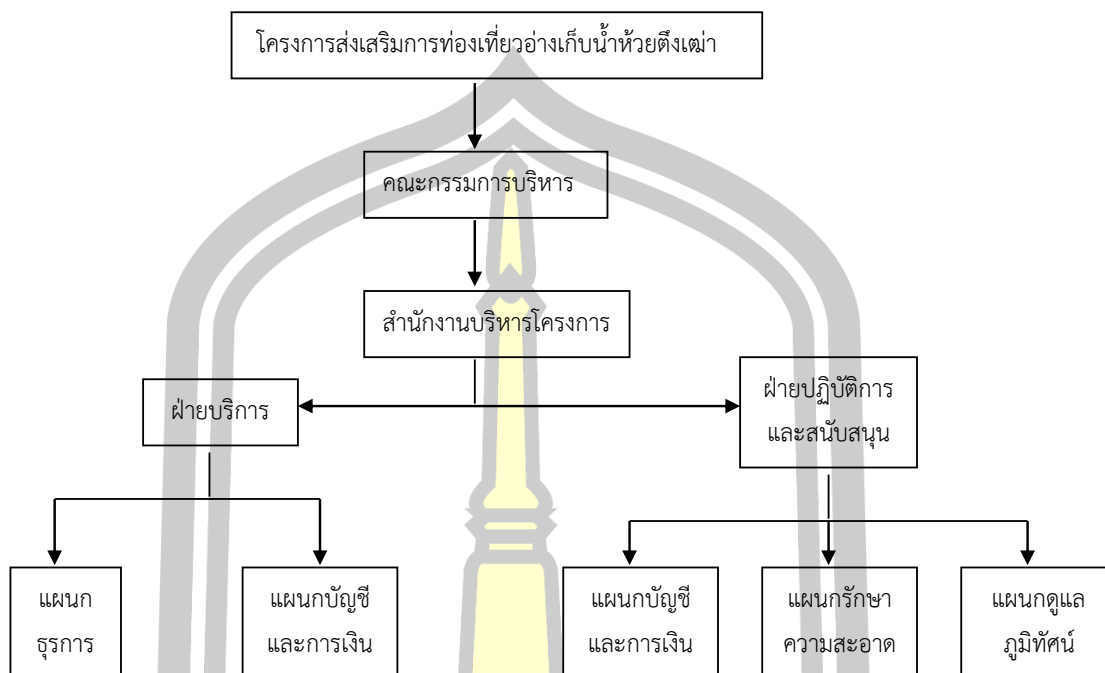 โครงการส่งเสริมการท่องเที่ยวอ่างเก็บน้ำห้วยตึงเฒ่า
คณะกรรมการบริหาร
สำนักงานบริหารโครงการ
ฝ่ายบริการ
ฝ่ายปฏิบัติการ
และสนับสนุน
แผนก
ธุรการ
แผนกบัญชี
และการเงิน
แผนกบัญชี
และการเงิน
แผนกรักษา
ความสะอาด
แผนกดูแล
ภูมิทัศน์